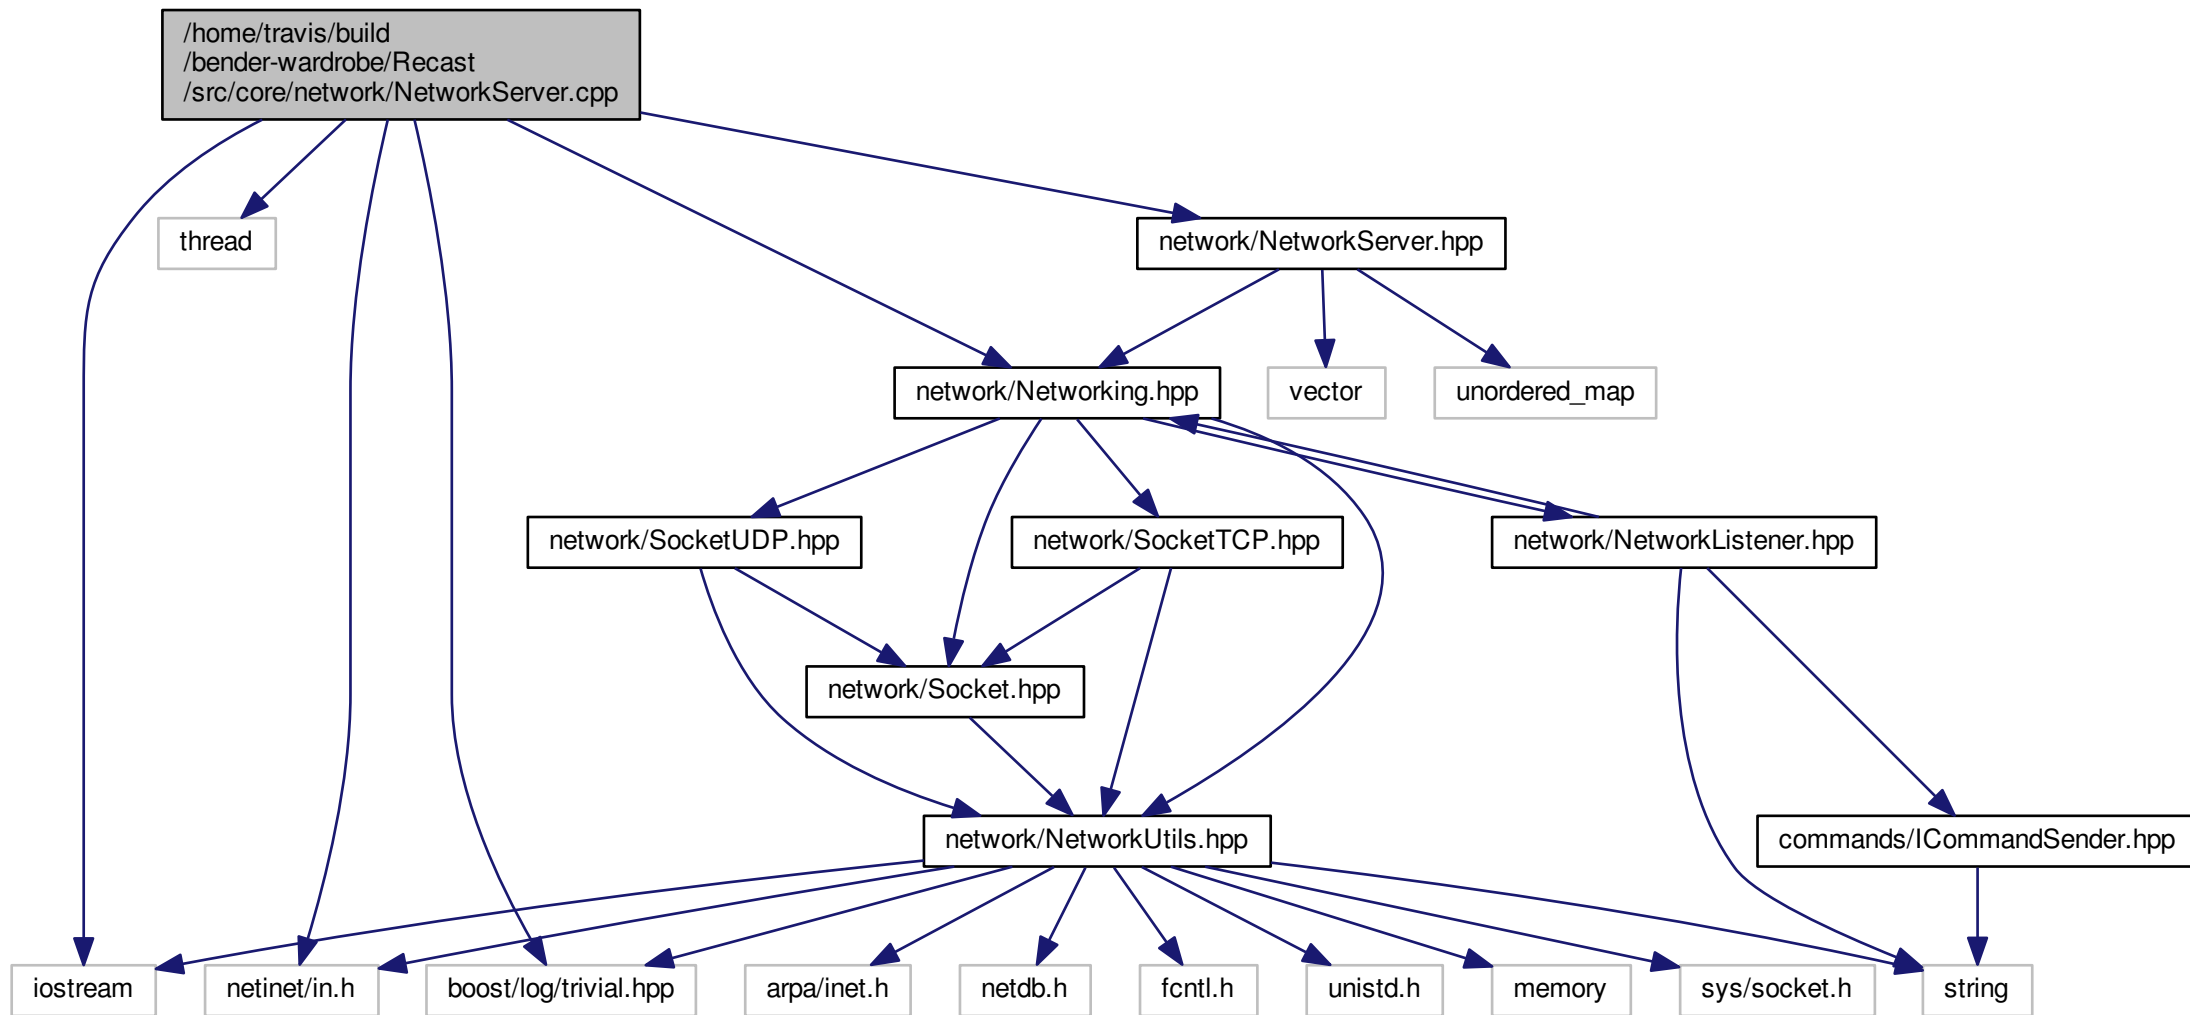 /home/travis/build
/bender-wardrobe/Recast
/src/core/network/NetworkServer.cpp
thread
network/NetworkServer.hpp
network/Networking.hpp
vector
unordered_map
network/SocketUDP.hpp
network/SocketTCP.hpp
network/NetworkListener.hpp
network/Socket.hpp
network/NetworkUtils.hpp
commands/ICommandSender.hpp
iostream
netinet/in.h
boost/log/trivial.hpp
arpa/inet.h
netdb.h
fcntl.h
unistd.h
memory
sys/socket.h
string